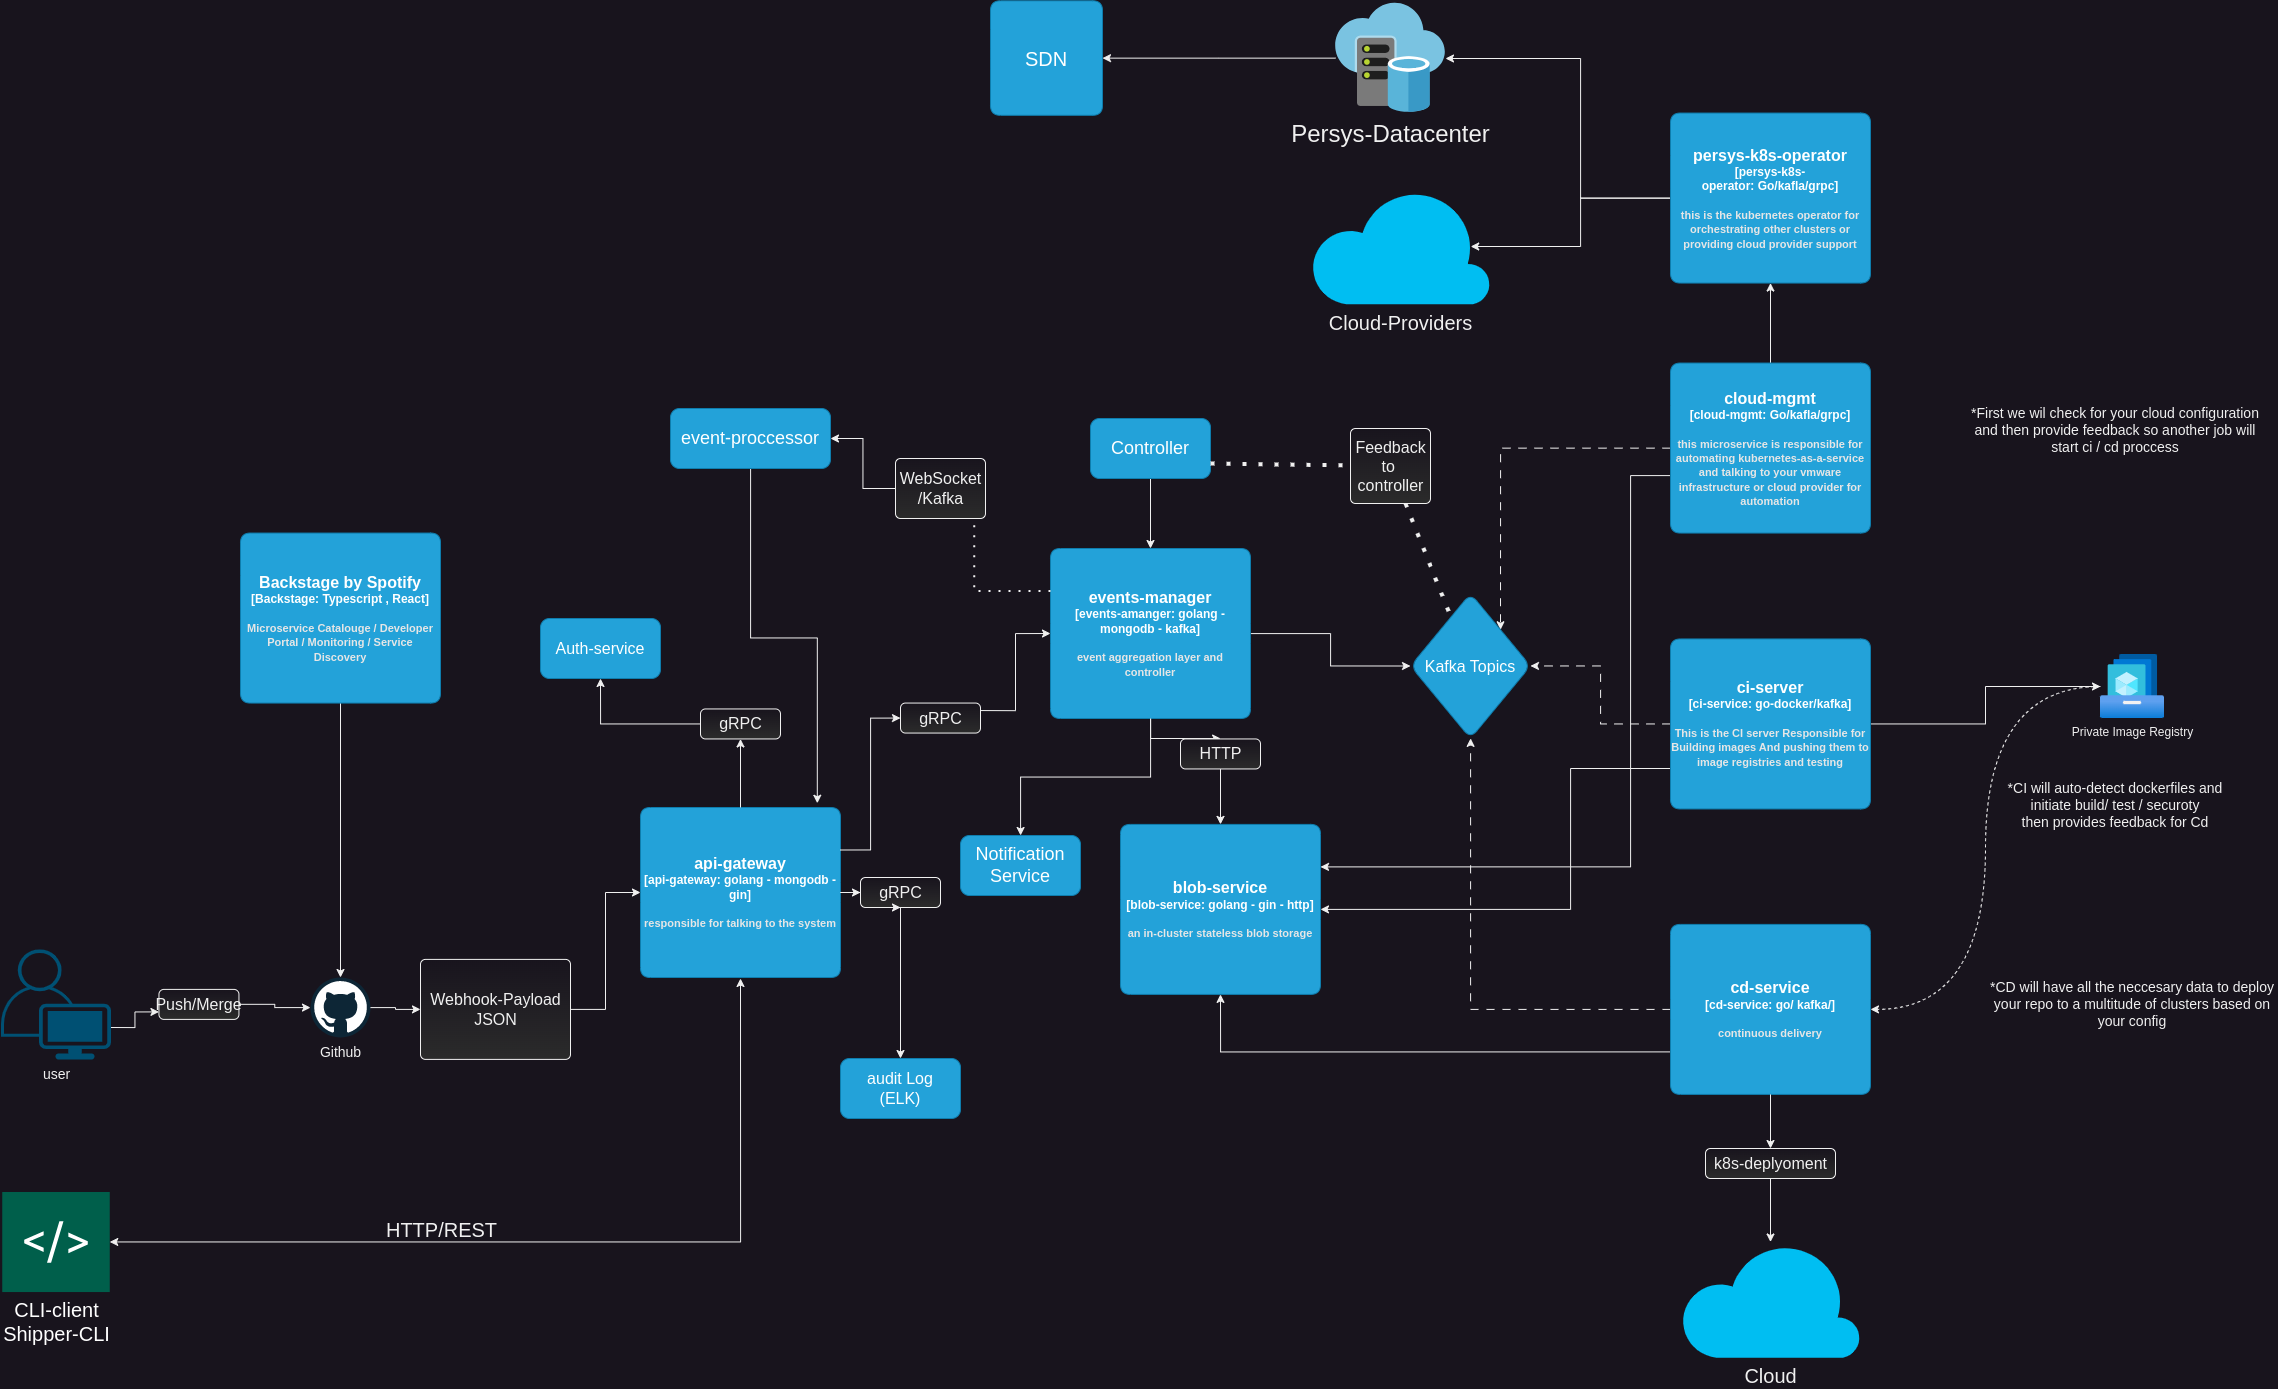 SDN
Persys-Datacenter
persys-k8s-operator
[persys-k8s-
operator: Go/kafla/grpc]
this is the kubernetes operator for
orchestrating other clusters or
providing cloud provider support
Cloud-Providers
cloud-mgmt
[cloud-mgmt: Go/kafla/grpc]
this microservice is responsible for
automating kubernetes-as-a-service
and talking to your vmware
infrastructure or cloud provider for
automation
*First we wil check for your cloud configuration
and then provide feedback so another job will
start ci / cd proccess
event-proccessor
WebSocket
/Kafka
Controller
Feedback
to
controller
Backstage by Spotify
[Backstage: Typescript , React]
Microservice Catalouge / Developer
Portal / Monitoring / Service
Discovery
Auth-service
gRPC
gRPC
events-manager
[events-amanger: golang -
mongodb - kafka]
event aggregation layer and
controller
Kafka Topics
ci-server
[ci-service: go-docker/kafka]
This is the CI server Responsible for
Building images And pushing them to
image registries and testing
Private Image Registry
*CI will auto-detect dockerfiles and
initiate build/ test / securoty
then provides feedback for Cd
HTTP
api-gateway
[api-gateway: golang - mongodb -
gin]
responsible for talking to the system
gRPC
Notification
Service
blob-service
[blob-service: golang - gin - http]
an in-cluster stateless blob storage
cd-service
[cd-service: go/ kafka/]
continuous delivery
*CD will have all the neccesary data to deploy
your repo to a multitude of clusters based on
your config
user
Push/Merge
Github
Webhook-Payload
JSON
audit Log
(ELK)
k8s-deplyoment
HTTP/REST
</>
CLI-client
Shipper-CLI
Cloud